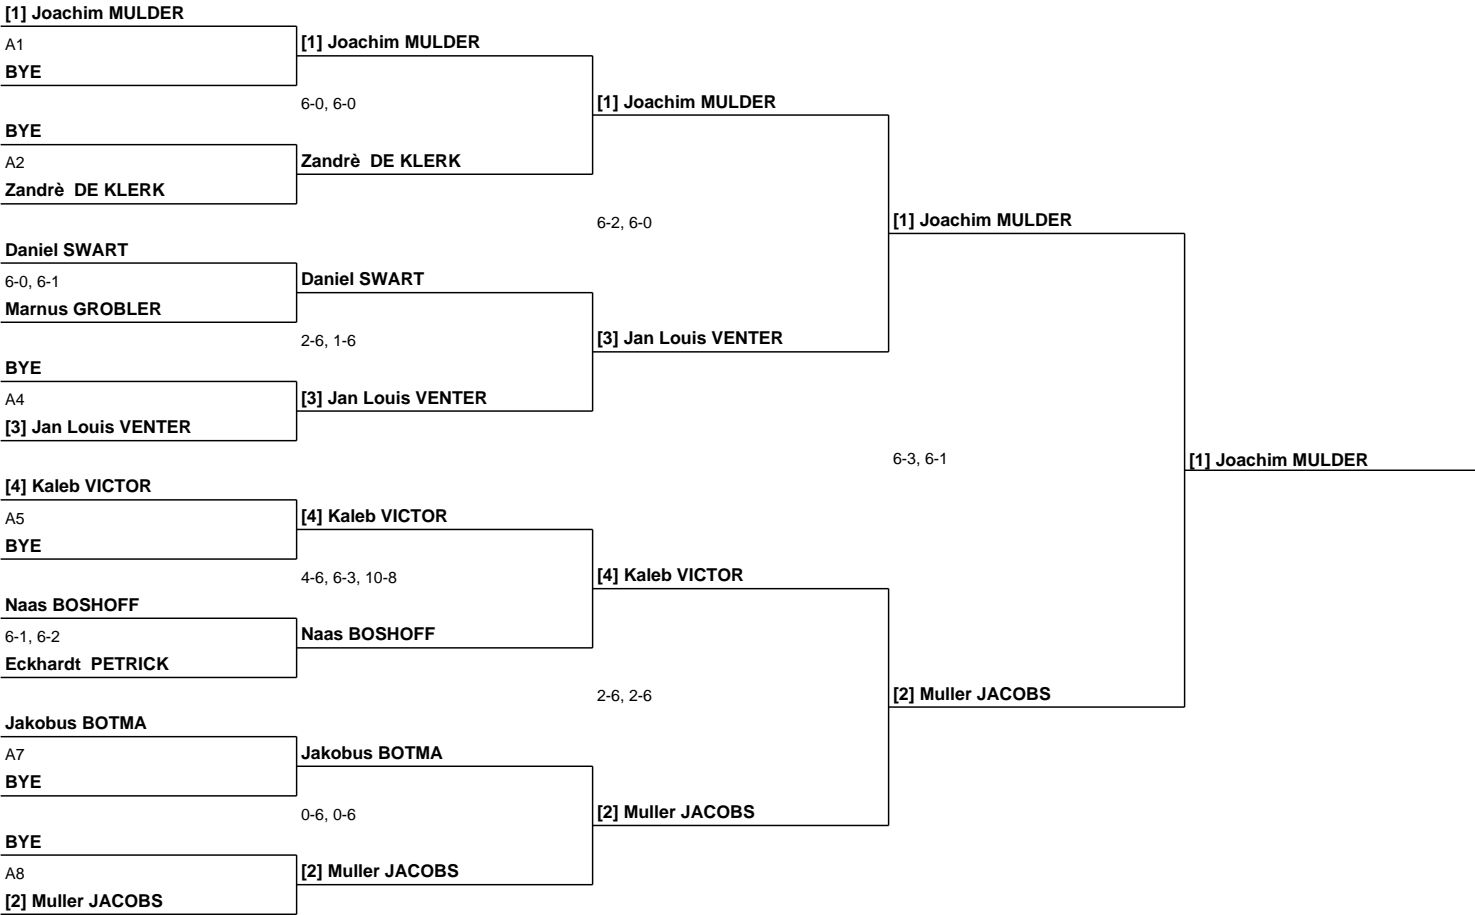 [1] Joachim MULDER
A1
BYE
BYE
A2
Zandrè  DE KLERK
Daniel SWART
6-0, 6-1
Marnus GROBLER
BYE
A4
[3] Jan Louis VENTER
[4] Kaleb VICTOR
A5
BYE
Naas BOSHOFF
6-1, 6-2
Eckhardt  PETRICK
Jakobus BOTMA
A7
BYE
BYE
A8
[2] Muller JACOBS
[1] Joachim MULDER
6-0, 6-0
Zandrè  DE KLERK
Daniel SWART
2-6, 1-6
[3] Jan Louis VENTER
[4] Kaleb VICTOR
4-6, 6-3, 10-8
Naas BOSHOFF
Jakobus BOTMA
0-6, 0-6
[2] Muller JACOBS
[1] Joachim MULDER
6-2, 6-0
[3] Jan Louis VENTER
[4] Kaleb VICTOR
2-6, 2-6
[2] Muller JACOBS
[1] Joachim MULDER
6-3, 6-1
[2] Muller JACOBS
[1] Joachim MULDER